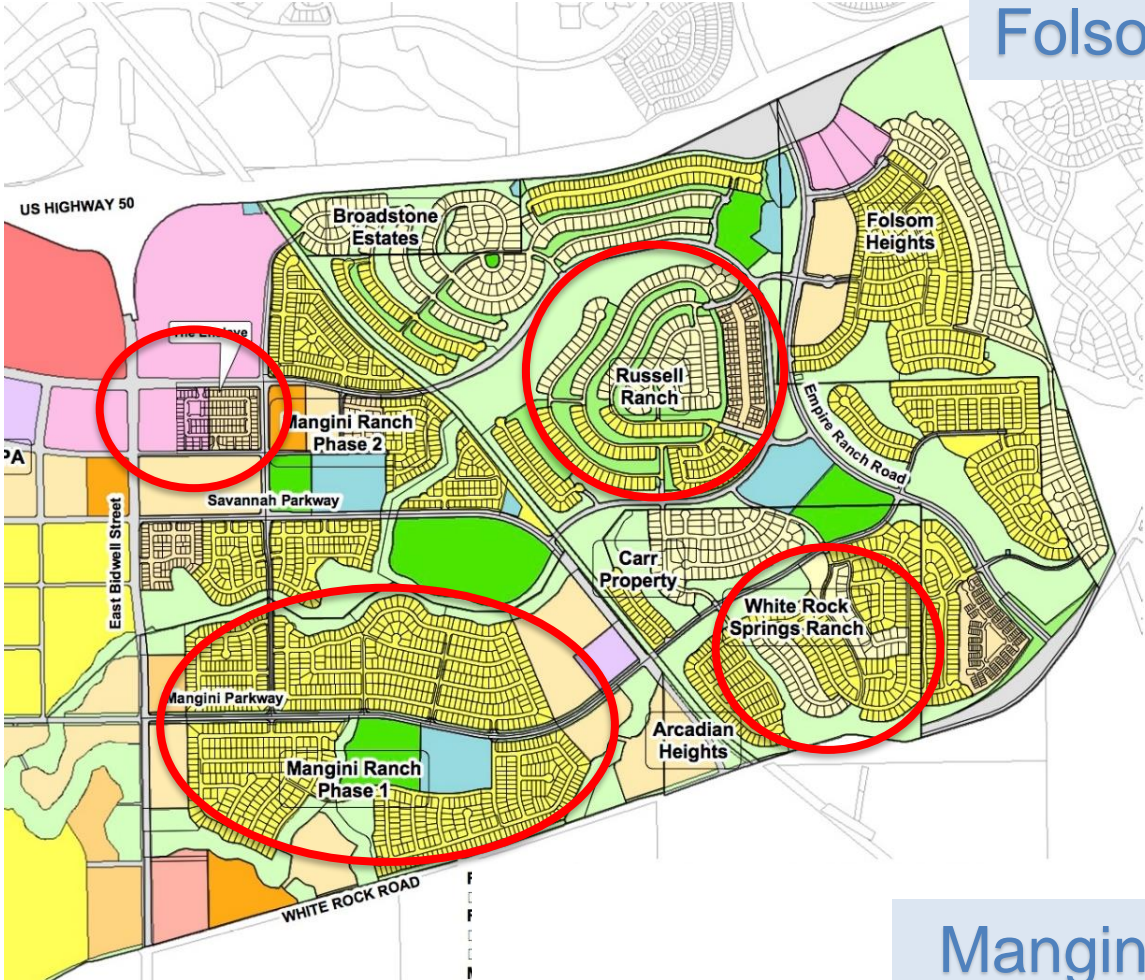 Folso
US HIGHWAY 50
Broadstone
Estates
Folsom
Heights
The Enclave
Russell
Ranch
Mangini Ranch
Phase 2
Empire Ranch Road
PA
Savannah Parkway
East Bidwell Street
Carr
Property
White Rock
Springs Ranch
Mangini Parkway
Arcadian
Heights
Mangini Ranch
Phase 1
WHITE ROCK ROAD
Mangin